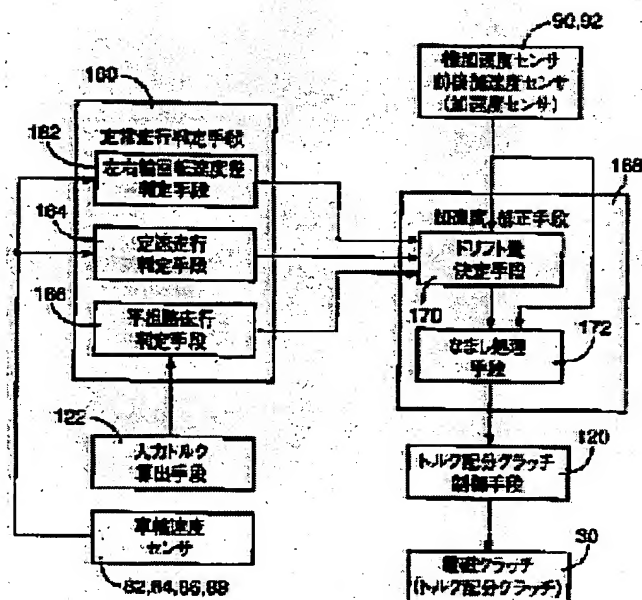 90,92
横加速度センサ
前後加速度センサ
(加速度センサ)
160
定常走行判定手段
162
左右輪回転速度差
判定手段
164
定速走行
判定手段
166
平坦路走行
判定手段
122
入力トルク
算出手段
車輪速度
センサ
82,84,86,88
168
加速度 修正手段
ドリフト量
決定手段
170
なまし処理
手段
172
120
トルク配分クラッチ
制御手段
30
電磁クラッチ
(トルク配分クラッチ)